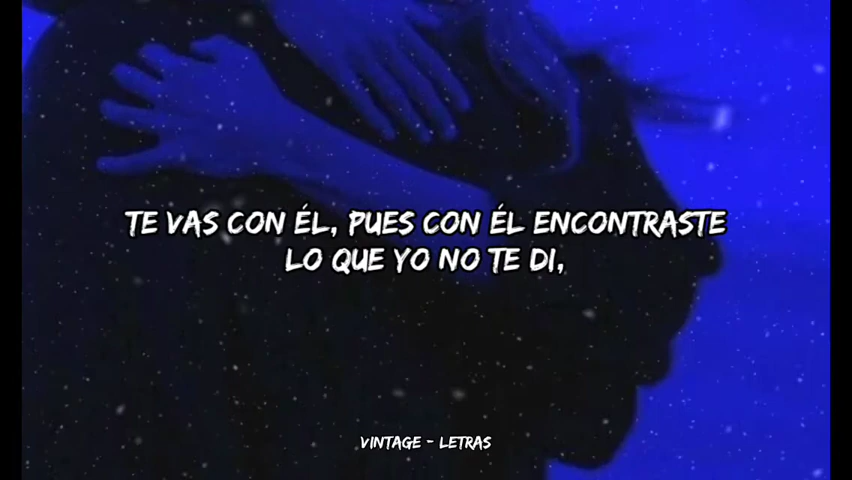 TE VAS CON ÉL, PUES CON ÉL ENCONTRASTE
LO QUE YO NO TE DI,
VINTAGE - LETRAS